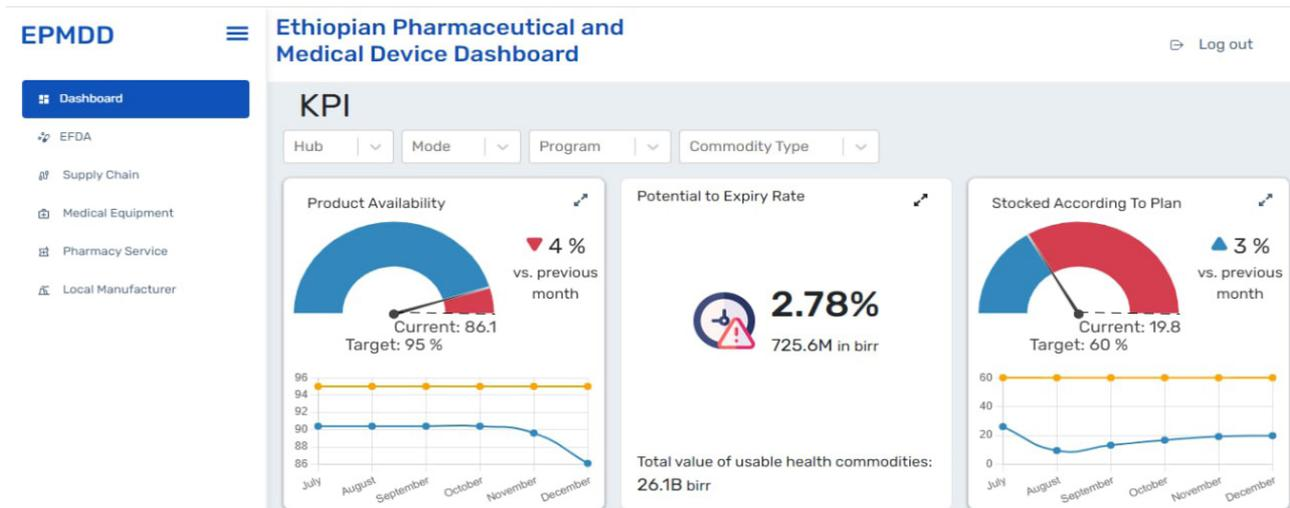 EPMDD
Ethiopian Pharmaceutical and
Medical Device Dashboard
Log out
Dashboard
EFDA
Supply Chain
Medical Equipment
Pharmacy Service
Local Manufacturer
KPI
Hub
Mode
Program
Commodity Type
Product Availability
4 %
vs. previous
month
Current: 86.1
Target: 95 %
96
94
92
90
88
86
July
August
September
October
November
December
Potential to Expiry Rate
2.78%
725.6M in birr
Total value of usable health commodities:
26.1B birr
Stocked According To Plan
3 %
vs. previous
month
Current: 19.8
Target: 60 %
60
40
20
0
July
August
September
October
November
December